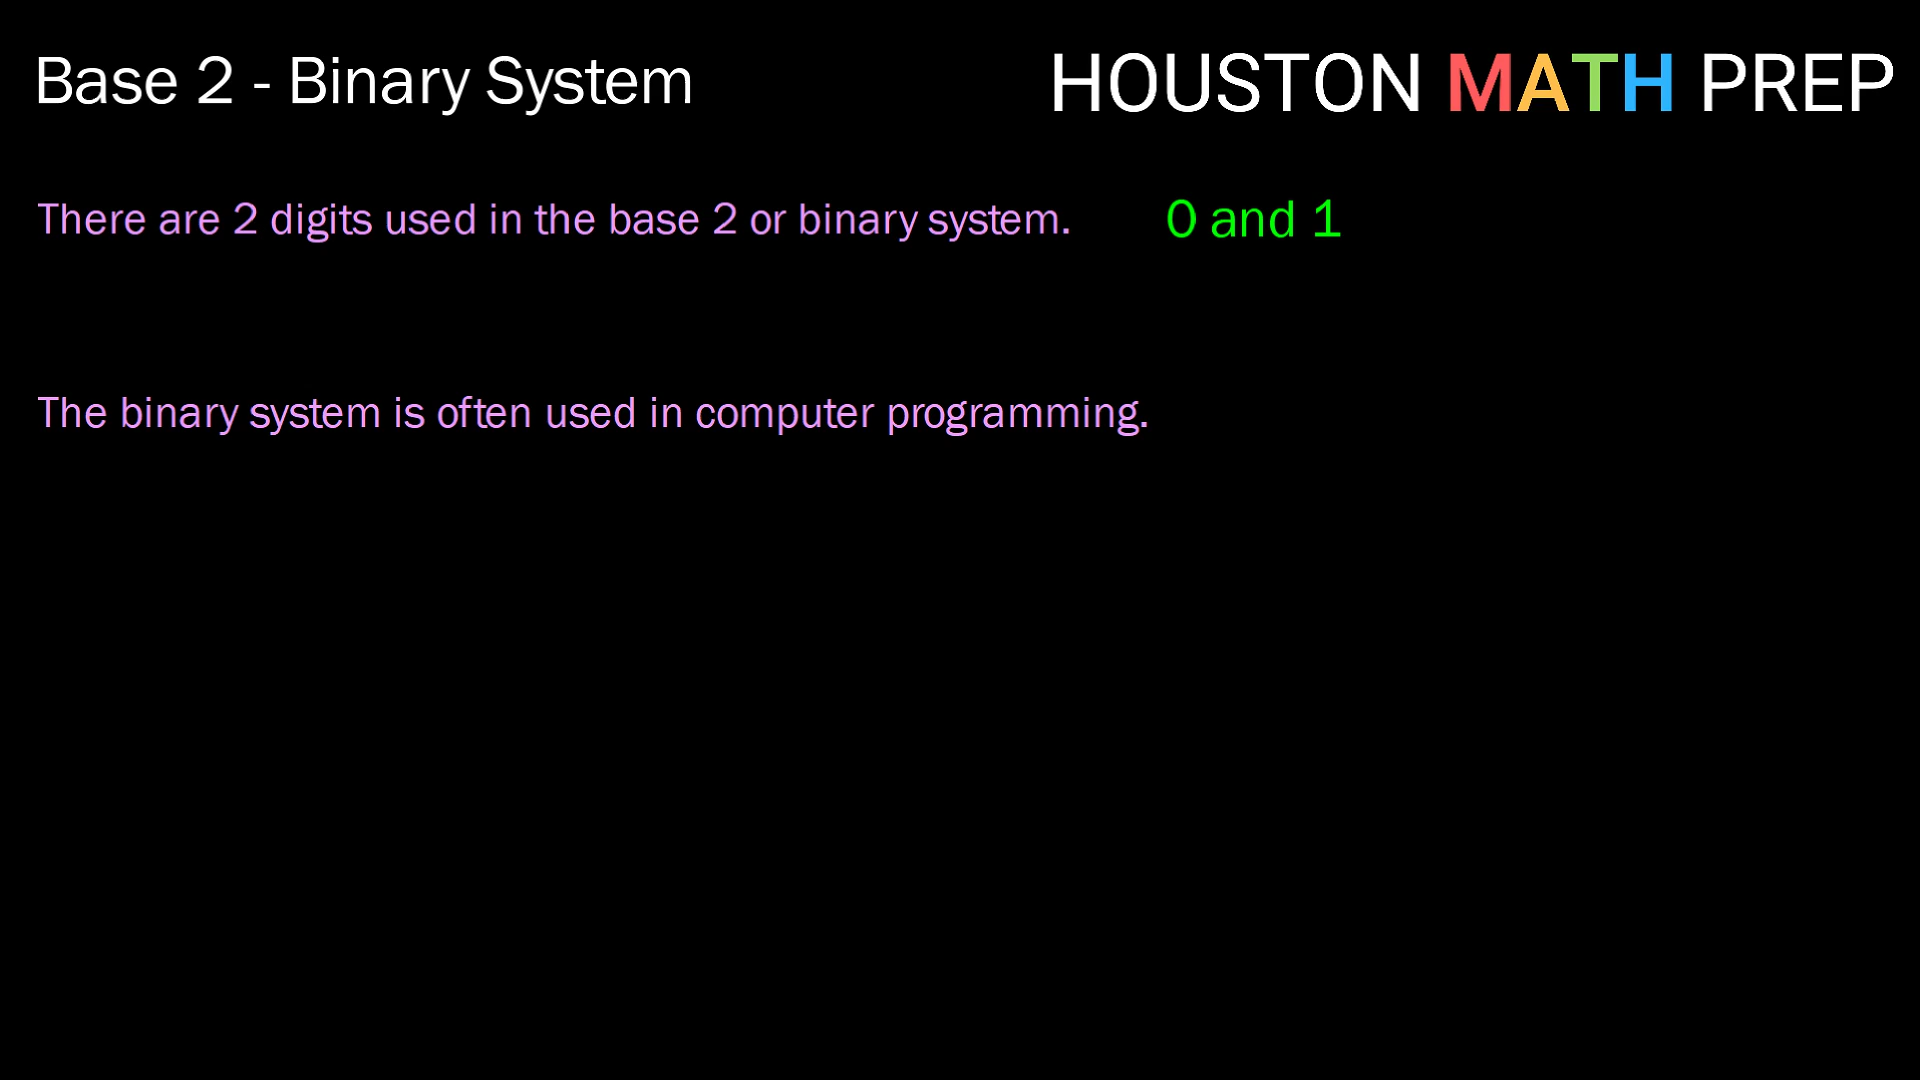 Base 2 - Binary System
HOUSTON MATH PREP
There are 2 digits used in the base 2 or binary system.
0 and 1
The binary system is often used in computer programming.